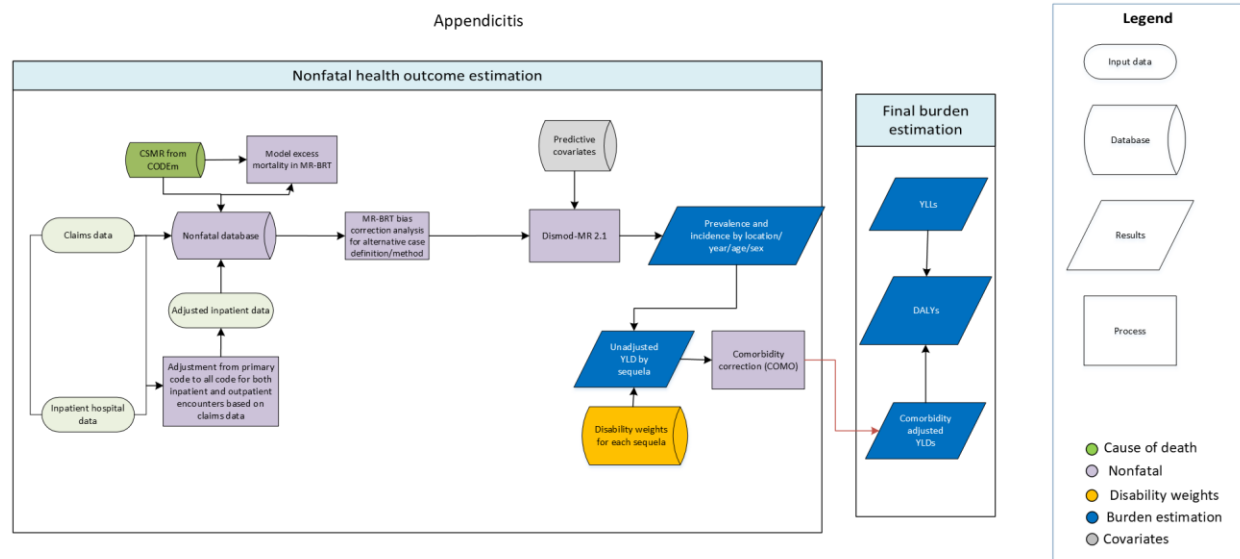 Appendicitis
Nonfatal health outcome estimation
CSMR from
CODEm
Model excess
mortality in MR-BRT
Predictive
covariates
Claims data
Nonfatal database
MR-BRT bias
correction analysis
for alternative case
definition/method
Dismod-MR 2.1
Prevalence and
incidence by location/
year/age/sex
Adjusted inpatient data
Adjustment from primary
code to all code for both
inpatient and outpatient
encounters based on
claims data
Inpatient hospital
data
Unadjusted
YLD by
sequela
Comorbidity
correction (COMO)
Disability weights
for each sequela
Final burden
estimation
YLLs
DALYs
Comorbidity
adjusted
YLDs
Legend
Input data
Database
Results
Process
Cause of death
Nonfatal
Disability weights
Burden estimation
Covariates